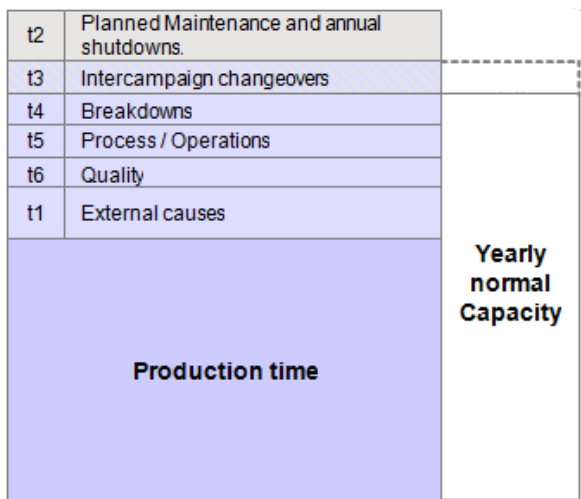 t2 Planned Maintenance and annual
shutdowns.
t3 Intercampaign changeovers
t4 Breakdowns
t5 Process / Operations
t6 Quality
t1 External causes
Yearly
normal
Capacity
Production time